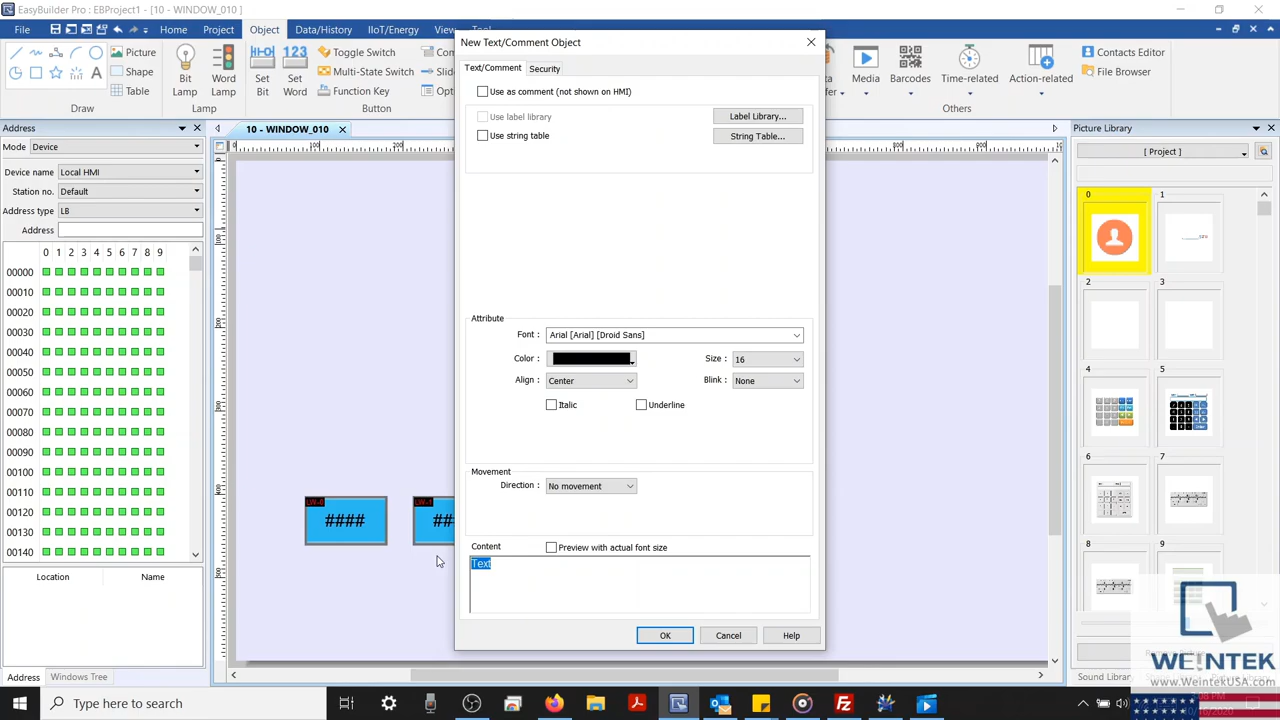 EasyBuilder Pro : EBProject1 - [10 - WINDOW_010 ]
File Home Project Object Data/History IIoT/Energy View Tool
Picture Shape Table
Draw
Bit Lamp Word Lamp
Lamp
Set Bit Set Word
Toggle Switch
Multi-State Switch
Function Key
Button
Media Barcodes Time-related Action-related
Contacts Editor
File Browser
Others
Address
Mode Device
Device name Local HMI
Station no. Default
Address type LB
Address
0 1 2 3 4 5 6 7 8 9
00000
00010
00020
00030
00040
00050
00060
00070
00080
00090
00100
00110
00120
00130
00140
Location Name
Address Windows Tree
10 - WINDOW_010
LW-0
####
LW-1
##
New Text/Comment Object
Text/Comment Security
Use as comment (not shown on HMI)
Use label library Label Library...
Use string table String Table...
Attribute
Font : Arial [Arial] [Droid Sans]
Color : Size : 16
Align : Center Blink : None
Italic Underline
Movement
Direction : No movement
Content Preview with actual font size
Text
OK Cancel Help
Picture Library
[ Project ]
0 1
2 3
4 5
6 7
8 9
Sound Library
WEINTEK
www.WeintekUSA.com
Type here to search